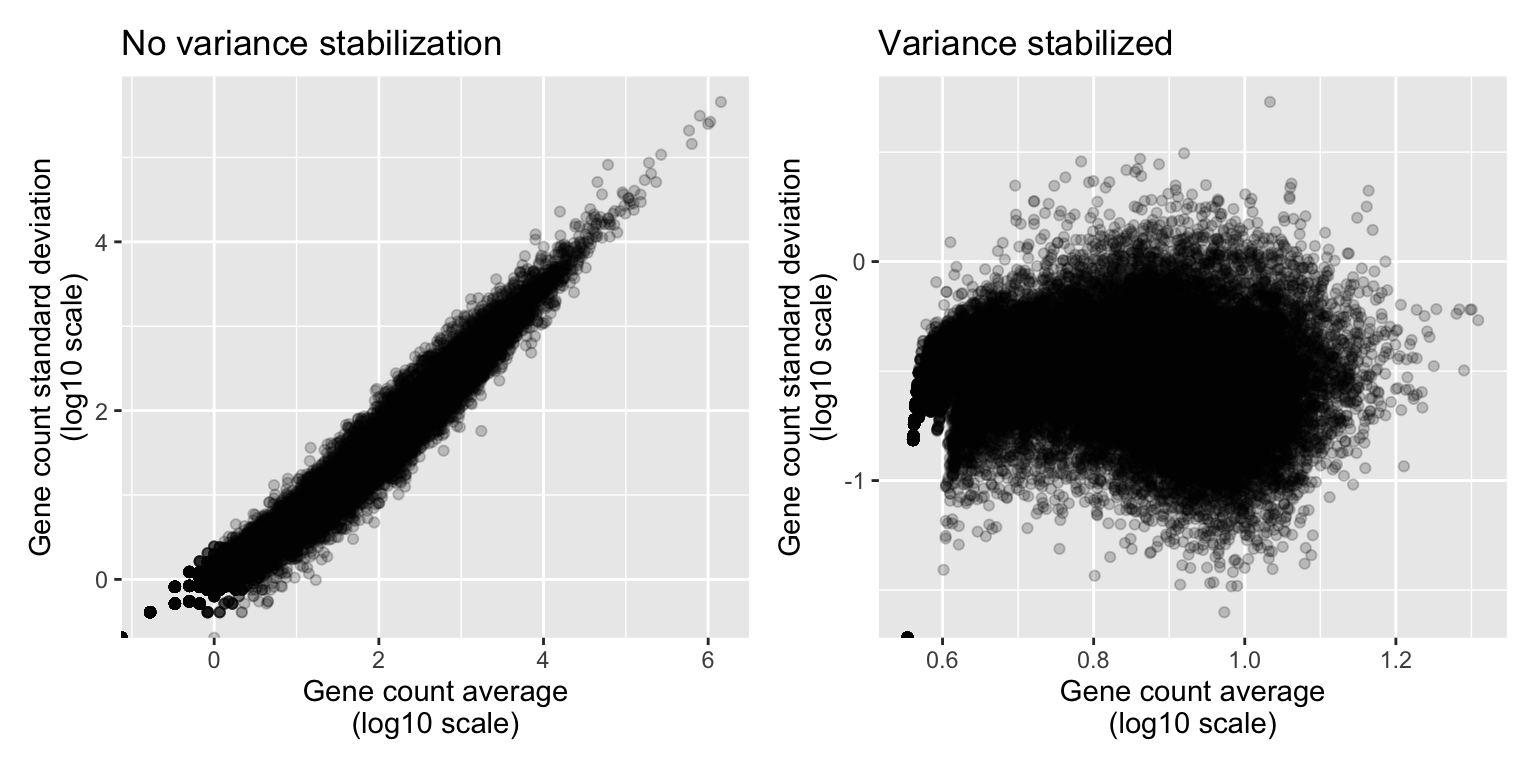 No variance stabilization
Gene count standard deviation
(log10 scale)
4
2
0
0
2
4
6
Gene count average
(log10 scale)
Variance stabilized
Gene count standard deviation
(log10 scale)
0
-1
0.6
0.8
1.0
1.2
Gene count average
(log10 scale)